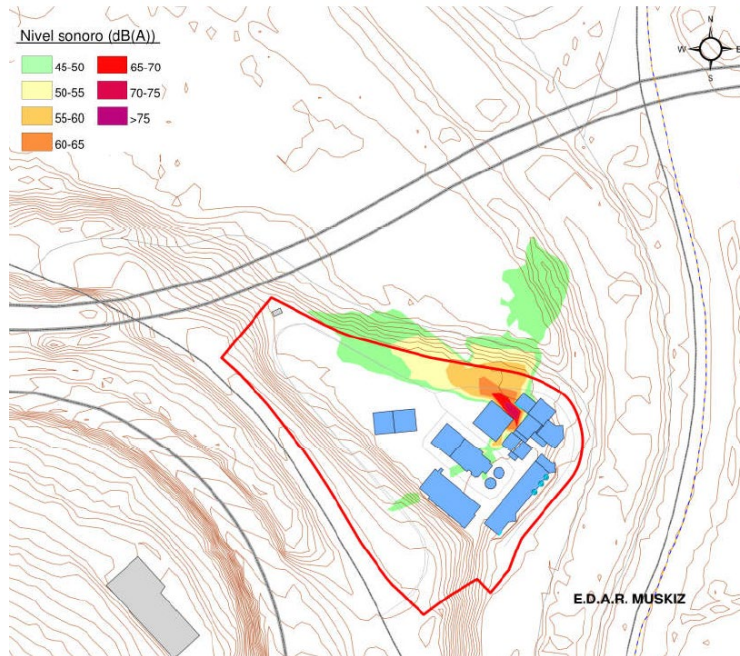 Nivel sonoro (dB(A))
45-50
65-70
50-55
70-75
55-60
>75
60-65
N
W
E
S
E.D.A.R. MUSKIZ